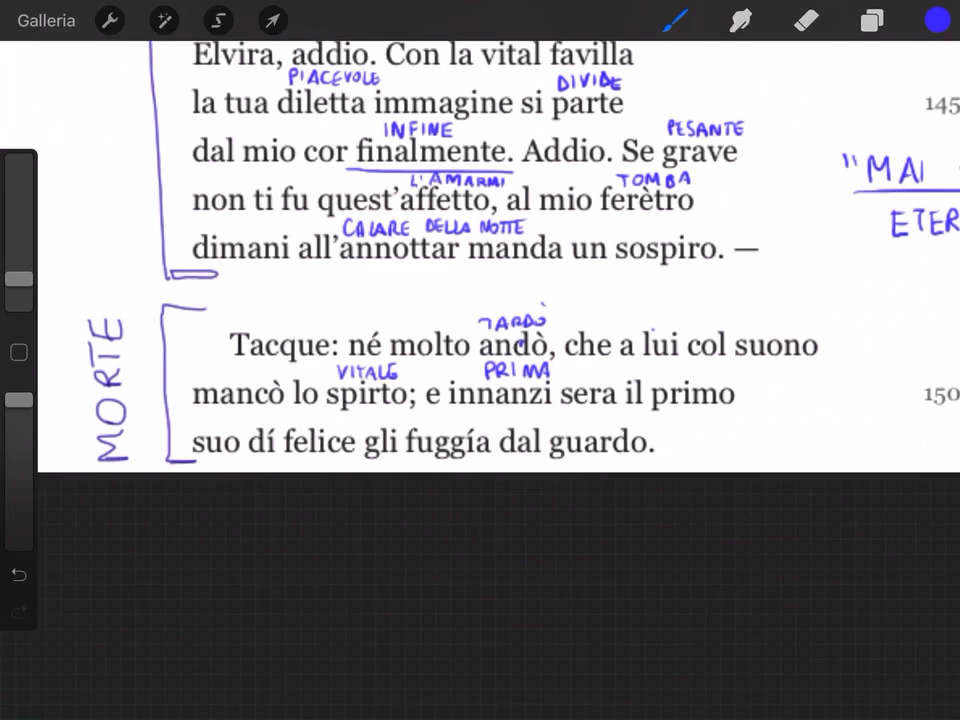 Galleria
Elvira, addio. Con la vital favilla
PIACEVOLE DIVIDE
la tua diletta immagine si parte 145
INFINE PESANTE
dal mio cor finalmente. Addio. Se grave
"MAI
L'AMARMI TOMBA
non ti fu quest'affetto, al mio ferètro
ETER
CALARE DELLA NOTTE
dimani all'annottar manda un sospiro. —
MORTE
TARDÒ
Tacque: né molto andò, che a lui col suono
VITALE PRIMA
mancò lo spirto; e innanzi sera il primo 150
suo dí felice gli fuggía dal guardo.